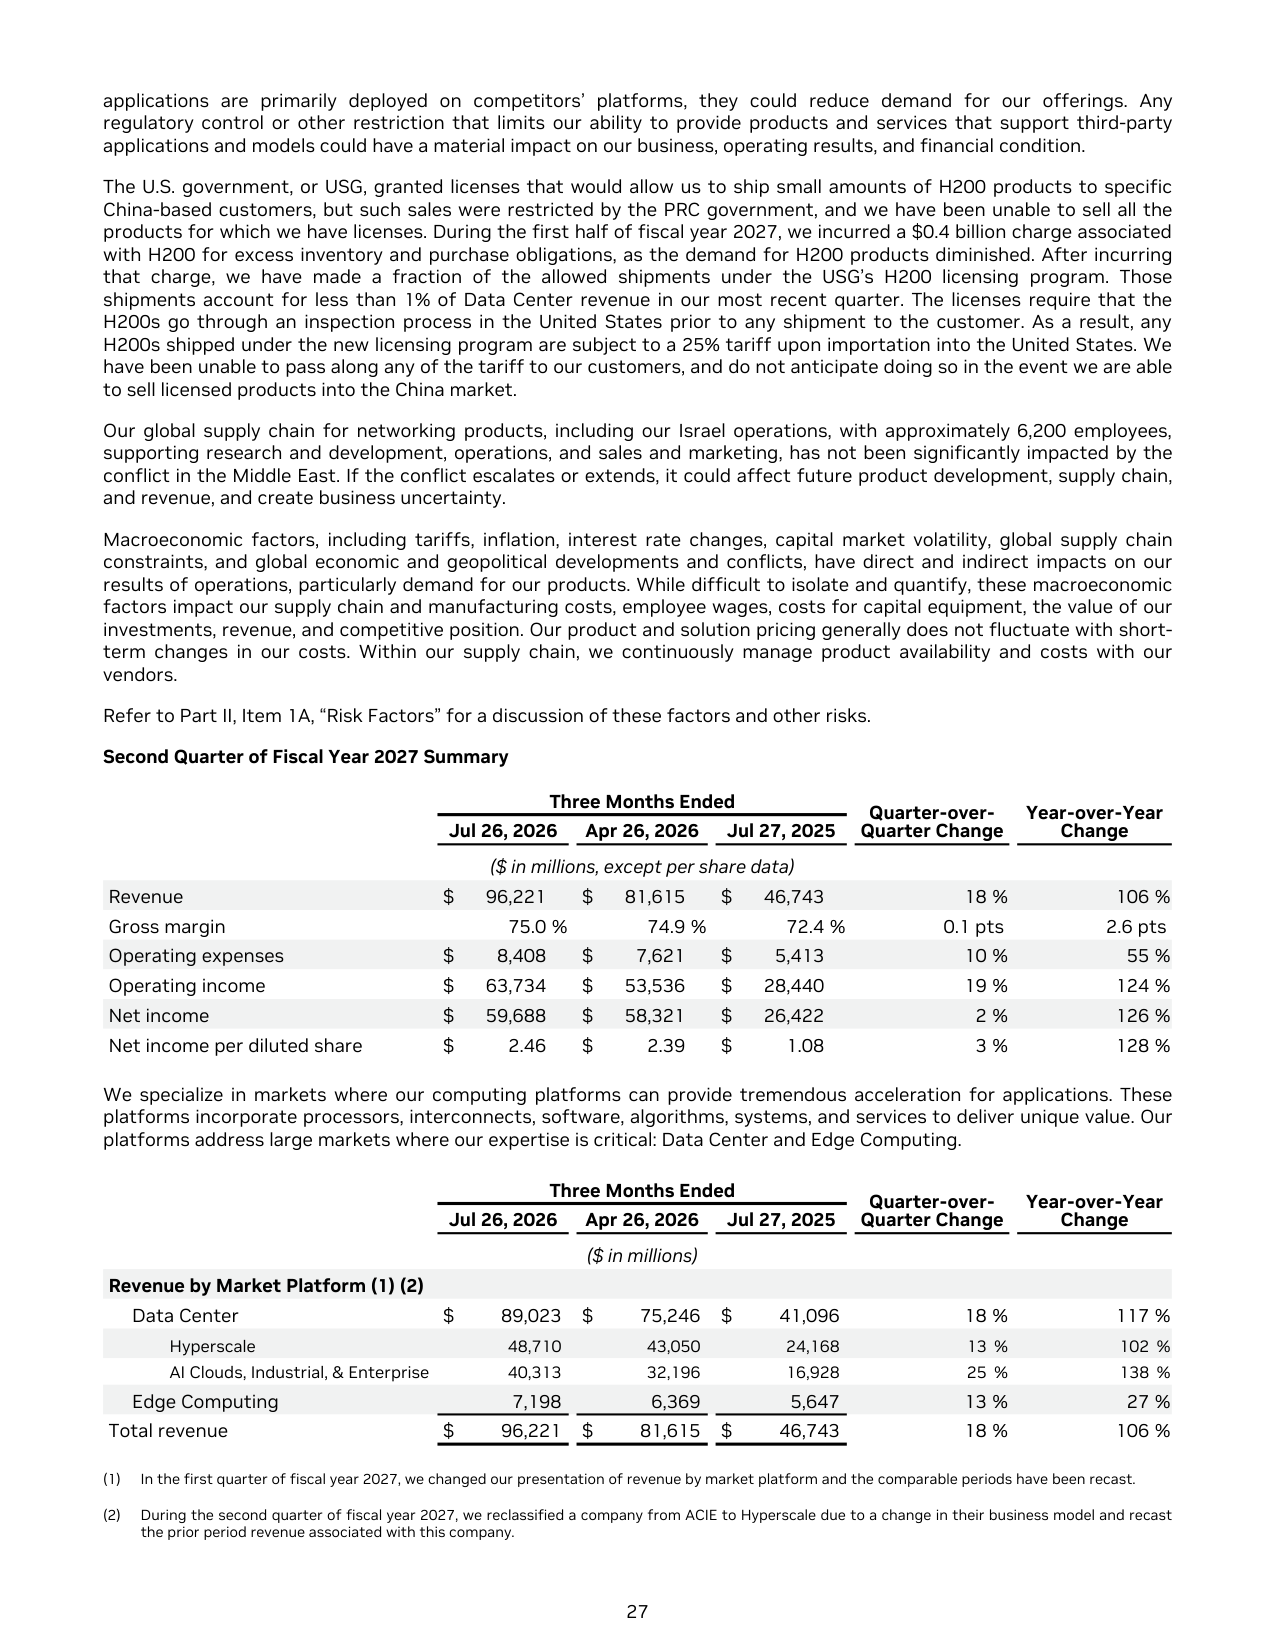 applications are primarily deployed on competitors’ platforms, they could reduce demand for our offerings. Any
regulatory control or other restriction that limits our ability to provide products and services that support third-party
applications and models could have a material impact on our business, operating results, and financial condition.
The U.S. government, or USG, granted licenses that would allow us to ship small amounts of H200 products to specific
China-based customers, but such sales were restricted by the PRC government, and we have been unable to sell all the
products for which we have licenses. During the first half of fiscal year 2027, we incurred a $0.4 billion charge associated
with H200 for excess inventory and purchase obligations, as the demand for H200 products diminished. After incurring
that charge, we have made a fraction of the allowed shipments under the USG’s H200 licensing program. Those
shipments account for less than 1% of Data Center revenue in our most recent quarter. The licenses require that the
H200s go through an inspection process in the United States prior to any shipment to the customer. As a result, any
H200s shipped under the new licensing program are subject to a 25% tariff upon importation into the United States. We
have been unable to pass along any of the tariff to our customers, and do not anticipate doing so in the event we are able
to sell licensed products into the China market.
Our global supply chain for networking products, including our Israel operations, with approximately 6,200 employees,
supporting research and development, operations, and sales and marketing, has not been significantly impacted by the
conflict in the Middle East. If the conflict escalates or extends, it could affect future product development, supply chain,
and revenue, and create business uncertainty.
Macroeconomic factors, including tariffs, inflation, interest rate changes, capital market volatility, global supply chain
constraints, and global economic and geopolitical developments and conflicts, have direct and indirect impacts on our
results of operations, particularly demand for our products. While difficult to isolate and quantify, these macroeconomic
factors impact our supply chain and manufacturing costs, employee wages, costs for capital equipment, the value of our
investments, revenue, and competitive position. Our product and solution pricing generally does not fluctuate with short-
term changes in our costs. Within our supply chain, we continuously manage product availability and costs with our
vendors.
Refer to Part II, Item 1A, “Risk Factors” for a discussion of these factors and other risks.
Second Quarter of Fiscal Year 2027 Summary
Three Months Ended
Quarter-over- Year-over-Year
Jul 26, 2026 Apr 26, 2026 Jul 27, 2025 Quarter Change Change
($ in millions, except per share data)
Revenue $ 96,221 $ 81,615 $ 46,743 18 % 106 %
Gross margin 75.0 % 74.9 % 72.4 % 0.1 pts 2.6 pts
Operating expenses $ 8,408 $ 7,621 $ 5,413 10 % 55 %
Operating income $ 63,734 $ 53,536 $ 28,440 19 % 124 %
Net income $ 59,688 $ 58,321 $ 26,422 2 % 126 %
Net income per diluted share $ 2.46 $ 2.39 $ 1.08 3 % 128 %
We specialize in markets where our computing platforms can provide tremendous acceleration for applications. These
platforms incorporate processors, interconnects, software, algorithms, systems, and services to deliver unique value. Our
platforms address large markets where our expertise is critical: Data Center and Edge Computing.
Three Months Ended
Quarter-over- Year-over-Year
Jul 26, 2026 Apr 26, 2026 Jul 27, 2025 Quarter Change Change
($ in millions)
Revenue by Market Platform (1) (2)
Data Center $ 89,023 $ 75,246 $ 41,096 18 % 117 %
Hyperscale 48,710 43,050 24,168 13 % 102 %
AI Clouds, Industrial, & Enterprise 40,313 32,196 16,928 25 % 138 %
Edge Computing 7,198 6,369 5,647 13 % 27 %
Total revenue $ 96,221 $ 81,615 $ 46,743 18 % 106 %
(1) In the first quarter of fiscal year 2027, we changed our presentation of revenue by market platform and the comparable periods have been recast.
(2) During the second quarter of fiscal year 2027, we reclassified a company from ACIE to Hyperscale due to a change in their business model and recast
the prior period revenue associated with this company.
27